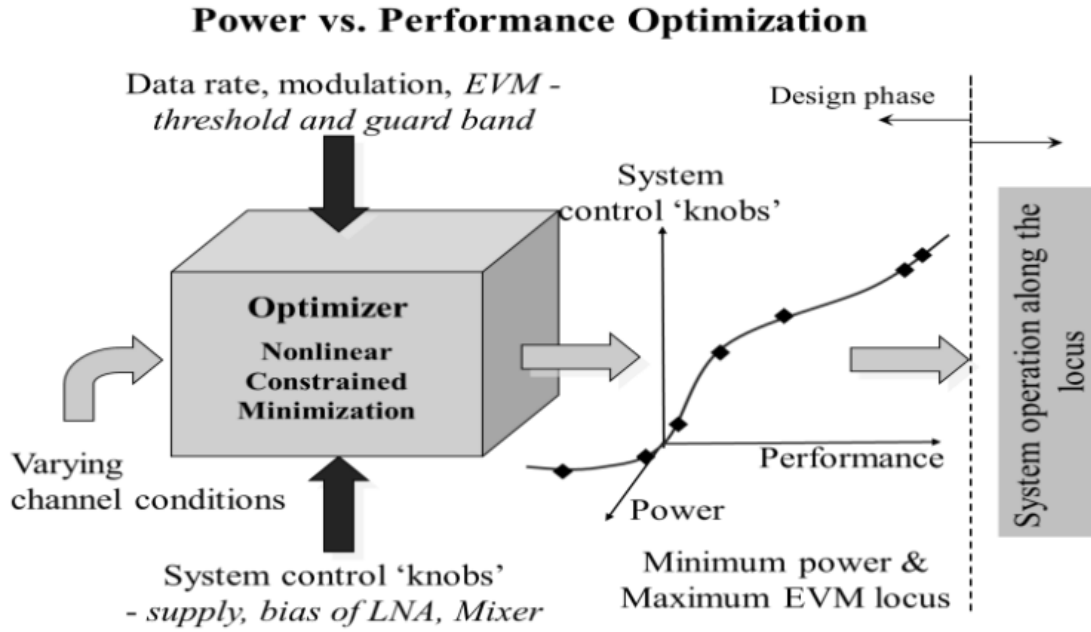 Power vs. Performance Optimization
Data rate, modulation, EVM -
threshold and guard band
Design phase
System
control ‘knobs’
Optimizer
Nonlinear
Constrained
Minimization
System operation along the
locus
Varying
channel conditions
Performance
Power
System control ‘knobs’
- supply, bias of LNA, Mixer
Minimum power &
Maximum EVM locus